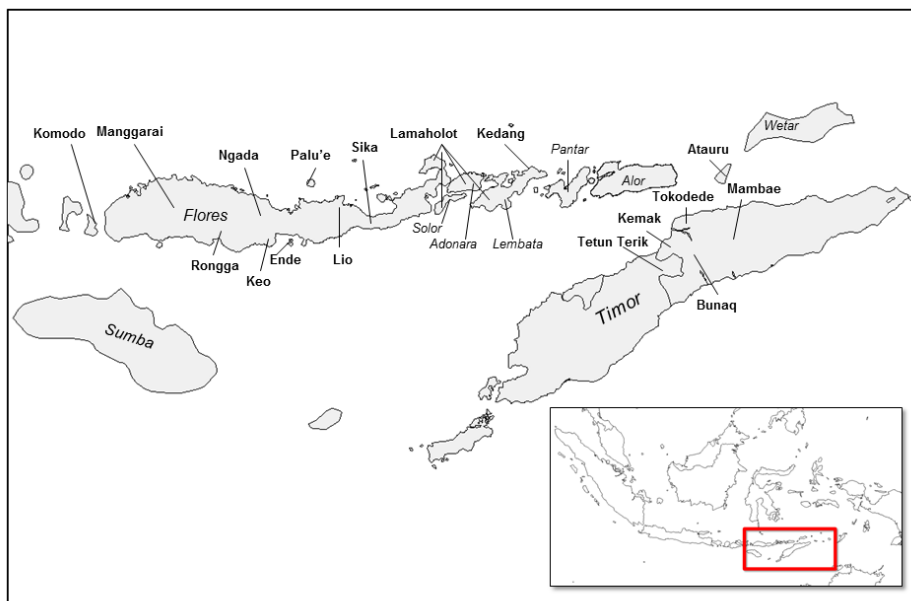 Wetar
Komodo
Manggarai
Ngada
Palu'e
Sika
Lamaholot
Kedang
Pantar
Alor
Atauru
Tokodede
Mambae
Flores
Kemak
Solor
Adonara
Lembata
Tetun Terik
Rongga
Keo
Ende
Lio
Bunaq
Timor
Sumba